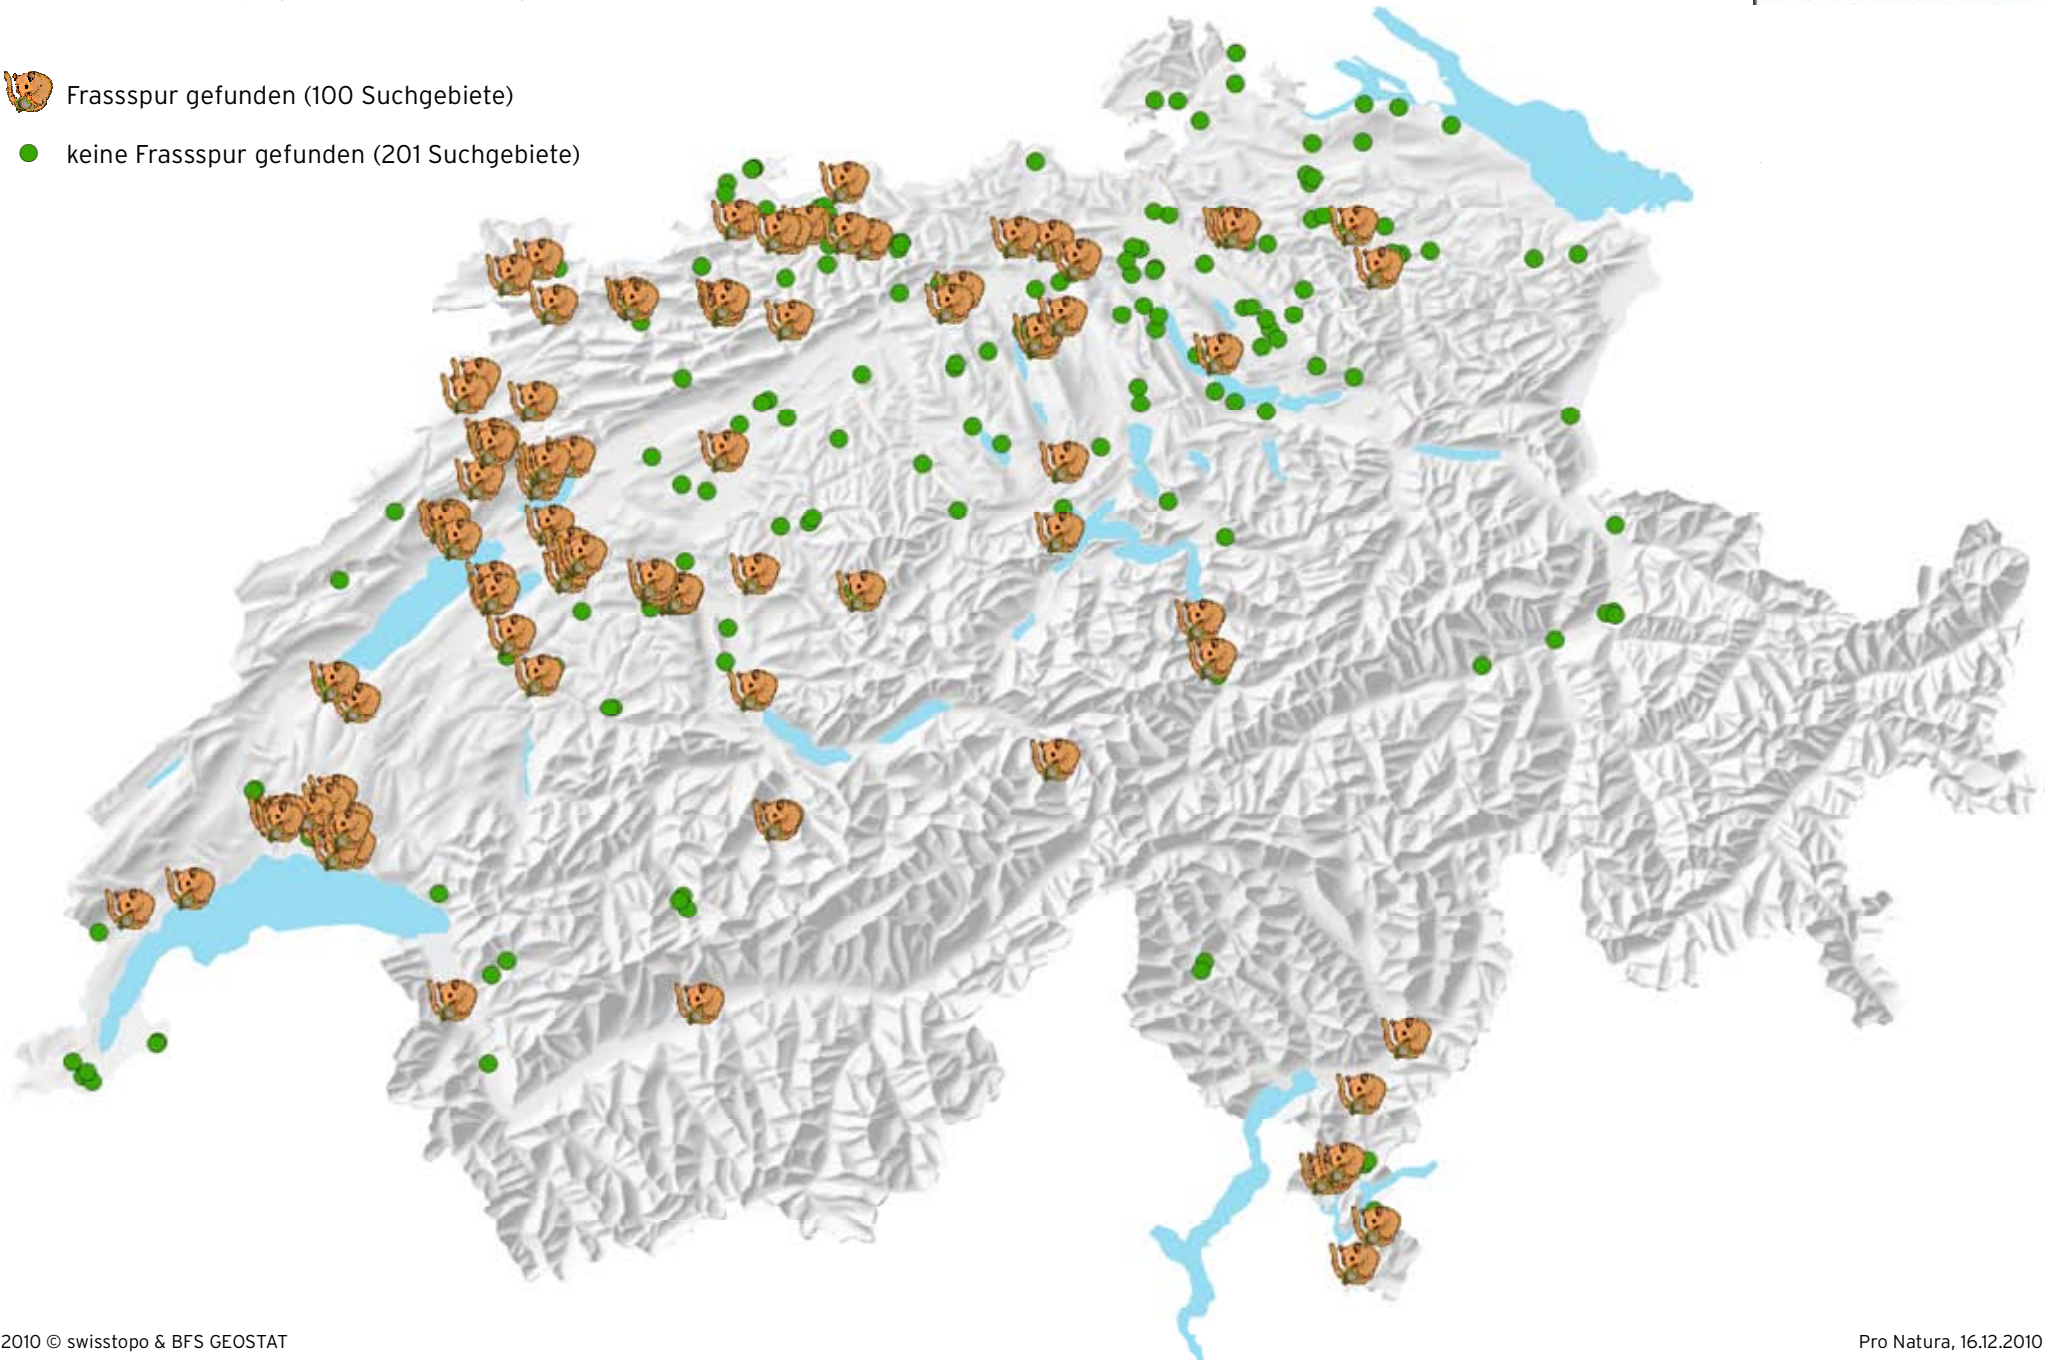 Frassspur gefunden (100 Suchgebiete)
keine Frassspur gefunden (201 Suchgebiete)
2010 © swisstopo & BFS GEOSTAT
Pro Natura, 16.12.2010